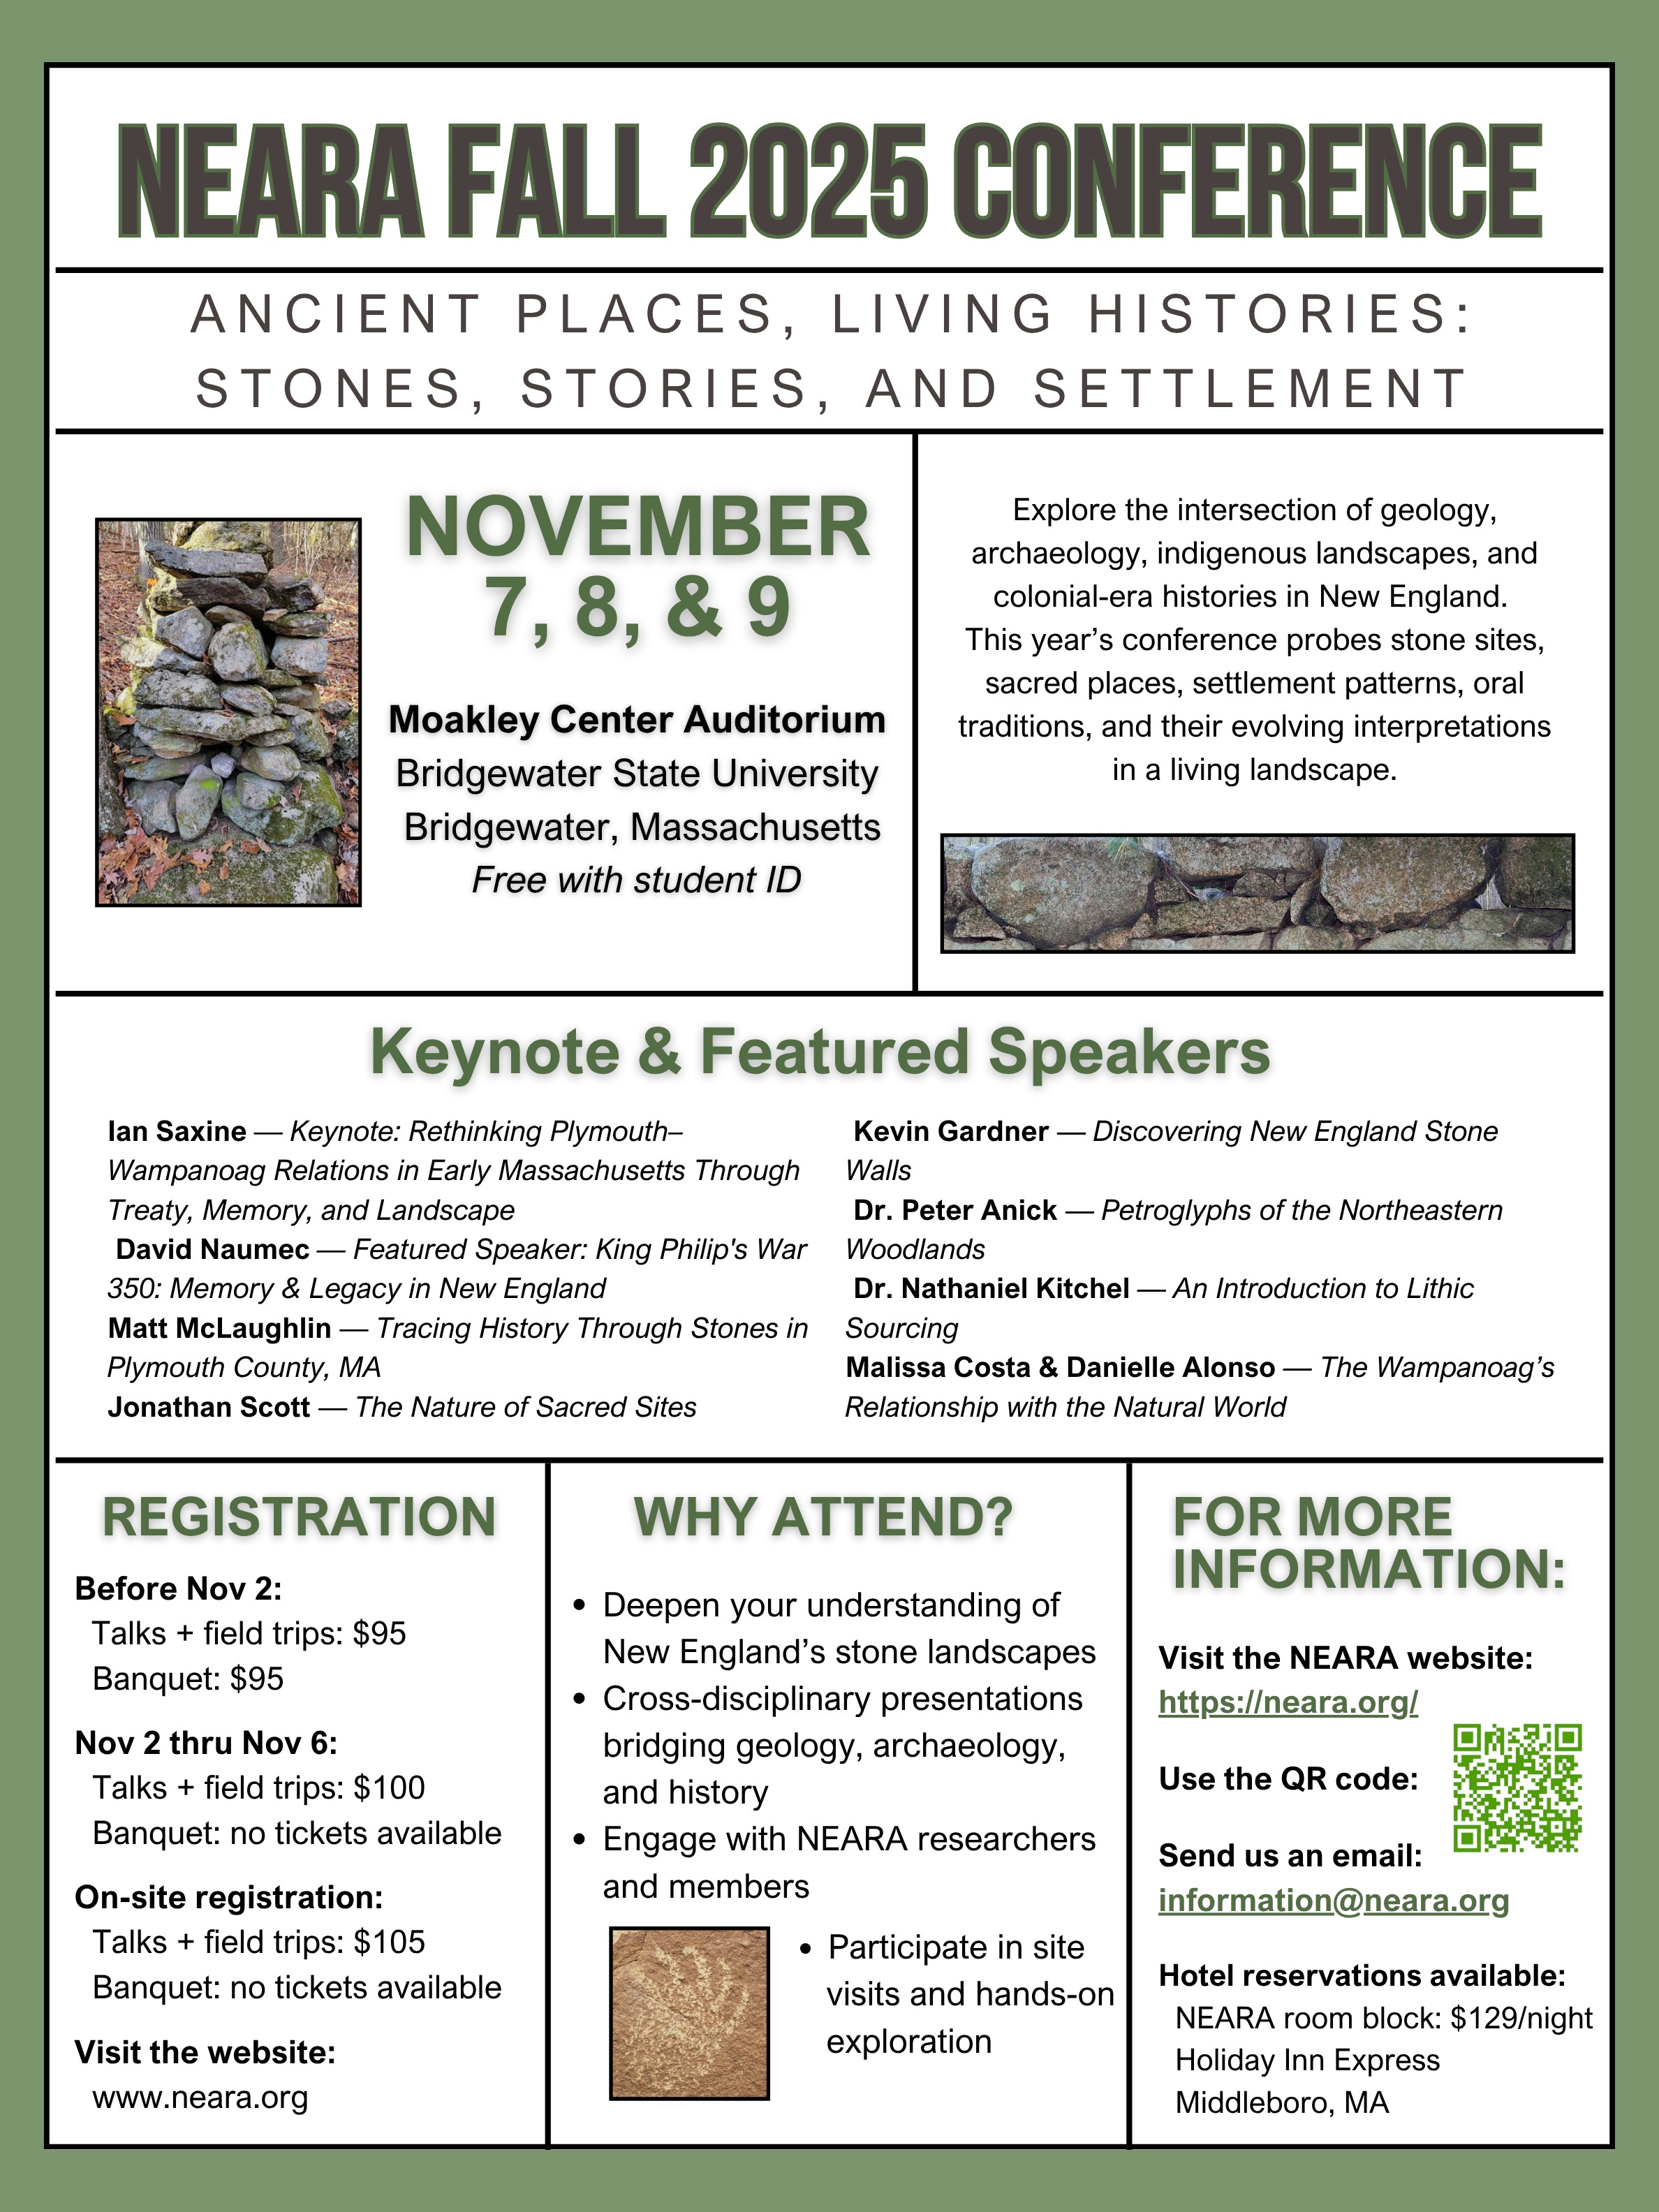 NEARA FALL 2025 CONFERENCE
ANCIENT PLACES, LIVING HISTORIES:
STONES, STORIES, AND SETTLEMENT
NOVEMBER
7, 8, & 9
Moakley Center Auditorium
Bridgewater State University
Bridgewater, Massachusetts
Free with student ID
Explore the intersection of geology,
archaeology, indigenous landscapes, and
colonial-era histories in New England.
This year’s conference probes stone sites,
sacred places, settlement patterns, oral
traditions, and their evolving interpretations
in a living landscape.
Keynote & Featured Speakers
Ian Saxine — Keynote: Rethinking Plymouth–
Wampanoag Relations in Early Massachusetts Through
Treaty, Memory, and Landscape
David Naumec — Featured Speaker: King Philip's War
350: Memory & Legacy in New England
Matt McLaughlin — Tracing History Through Stones in
Plymouth County, MA
Jonathan Scott — The Nature of Sacred Sites
Kevin Gardner — Discovering New England Stone
Walls
Dr. Peter Anick — Petroglyphs of the Northeastern
Woodlands
Dr. Nathaniel Kitchel — An Introduction to Lithic
Sourcing
Malissa Costa & Danielle Alonso — The Wampanoag’s
Relationship with the Natural World
REGISTRATION
Before Nov 2:
Talks + field trips: $95
Banquet: $95
Nov 2 thru Nov 6:
Talks + field trips: $100
Banquet: no tickets available
On-site registration:
Talks + field trips: $105
Banquet: no tickets available
Visit the website:
www.neara.org
WHY ATTEND?
• Deepen your understanding of
New England’s stone landscapes
• Cross-disciplinary presentations
bridging geology, archaeology,
and history
• Engage with NEARA researchers
and members
• Participate in site
visits and hands-on
exploration
FOR MORE
INFORMATION:
Visit the NEARA website:
https://neara.org/
Use the QR code:
Send us an email:
information@neara.org
Hotel reservations available:
NEARA room block: $129/night
Holiday Inn Express
Middleboro, MA